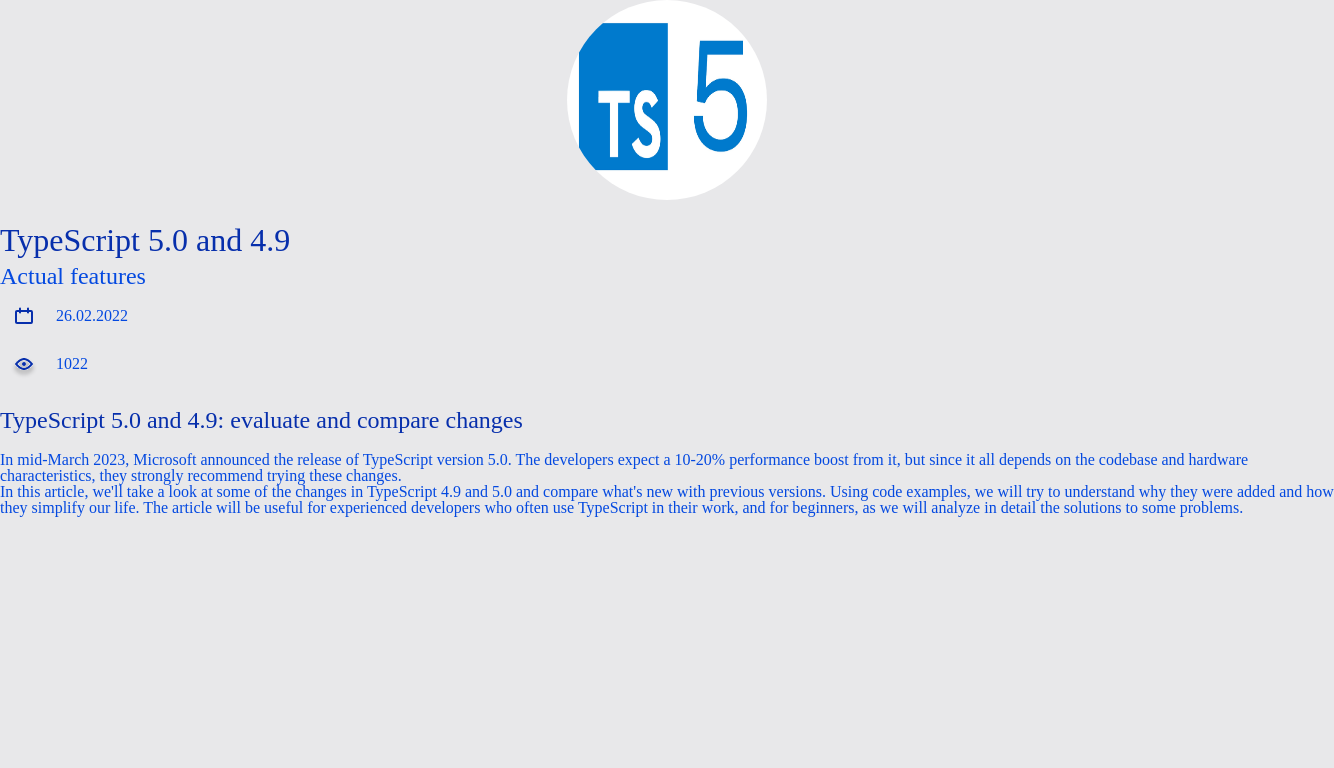 TS 5
TypeScript 5.0 and 4.9
Actual features
26.02.2022
1022
TypeScript 5.0 and 4.9: evaluate and compare changes
In mid-March 2023, Microsoft announced the release of TypeScript version 5.0. The developers expect a 10-20% performance boost from it, but since it all depends on the codebase and hardware
characteristics, they strongly recommend trying these changes.
In this article, we'll take a look at some of the changes in TypeScript 4.9 and 5.0 and compare what's new with previous versions. Using code examples, we will try to understand why they were added and how
they simplify our life. The article will be useful for experienced developers who often use TypeScript in their work, and for beginners, as we will analyze in detail the solutions to some problems.